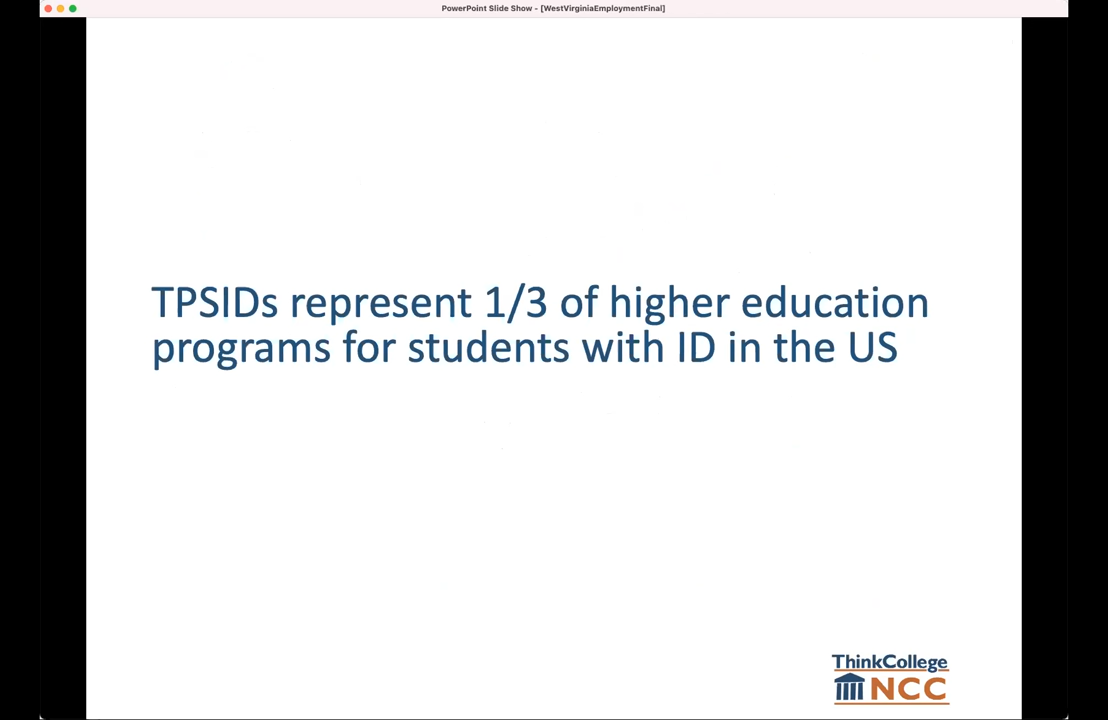 PowerPoint Slide Show - [WestVirginiaEmploymentFinal]
TPSIDs represent 1/3 of higher education
programs for students with ID in the US
ThinkCollege
NCC